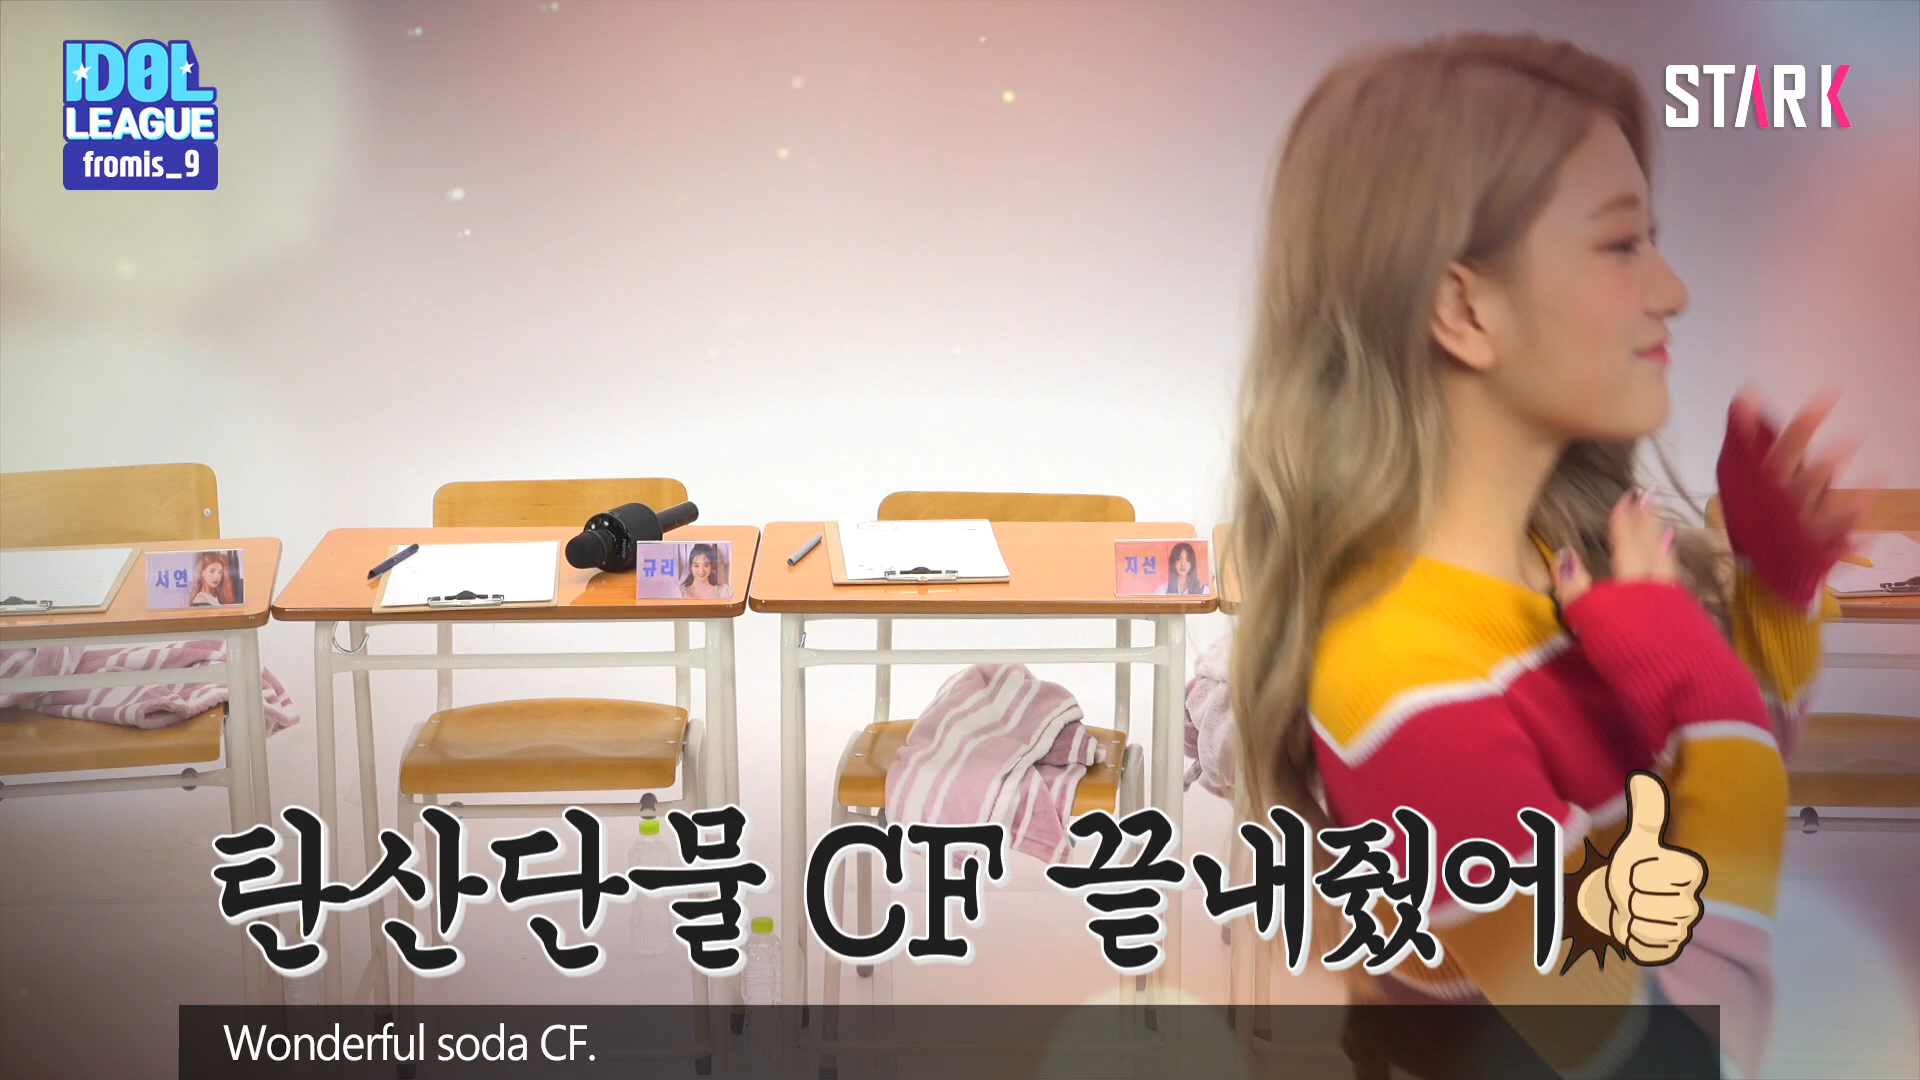 IDOL
LEAGUE
fromis_9
STAR K
서연
규리
지선
탄산단물 CF 끝내줬어
Wonderful soda CF.